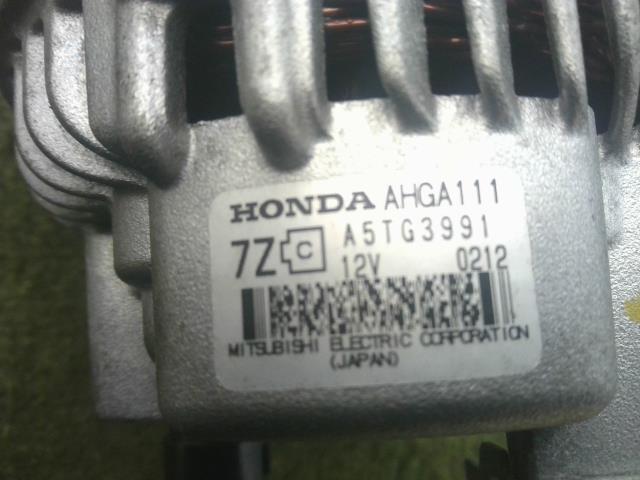 HONDA AHGA111
7Z C A5TG3991
12V 0212
MITSUBISHI ELECTRIC CORPORATION
(JAPAN)